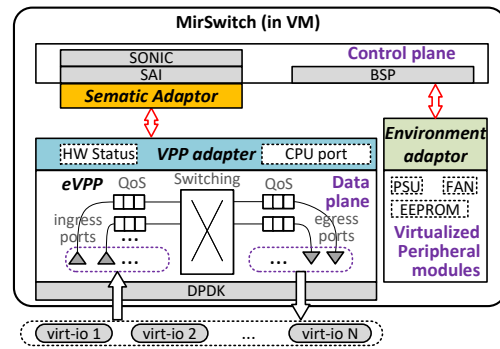 MirSwitch (in VM)
Control plane
SONIC
SAI
BSP
Sematic Adaptor
Environment
adaptor
HW Status
VPP adapter
CPU port
eVPP
QoS
Switching
QoS
Data
plane
PSU
FAN
EEPROM
ingress
ports
...
...
egress
ports
...
...
Virtualized
Peripheral
modules
DPDK
virt-io 1
virt-io 2
...
virt-io N